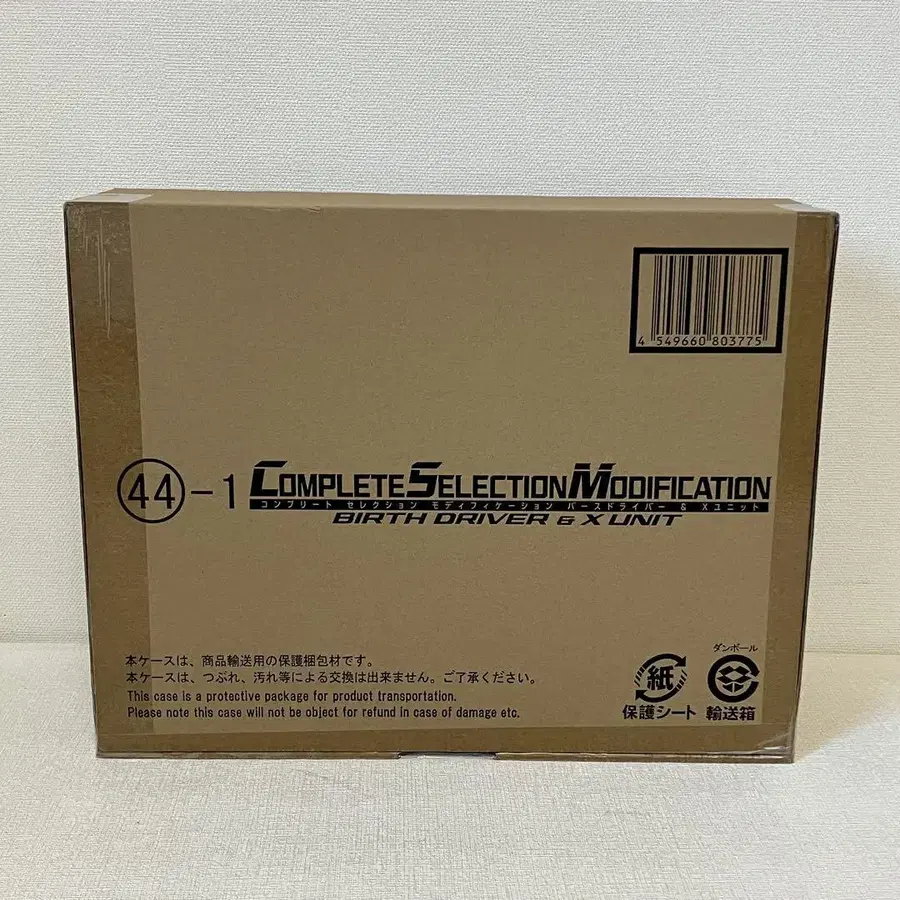 4 549660 803775
44-1 COMPLETE SELECTION MODIFICATION
コンプリート セレクション モディフィケーション バースドライバー & Xユニット
BIRTH DRIVER & X UNIT
本ケースは、商品輸送用の保護梱包材です。
本ケースは、つぶれ、汚れ等による交換は出来ません。ご了承ください。
This case is a protective package for product transportation.
Please note this case will not be object for refund in case of damage etc.
紙
保護シート
ダンボール
輸送箱